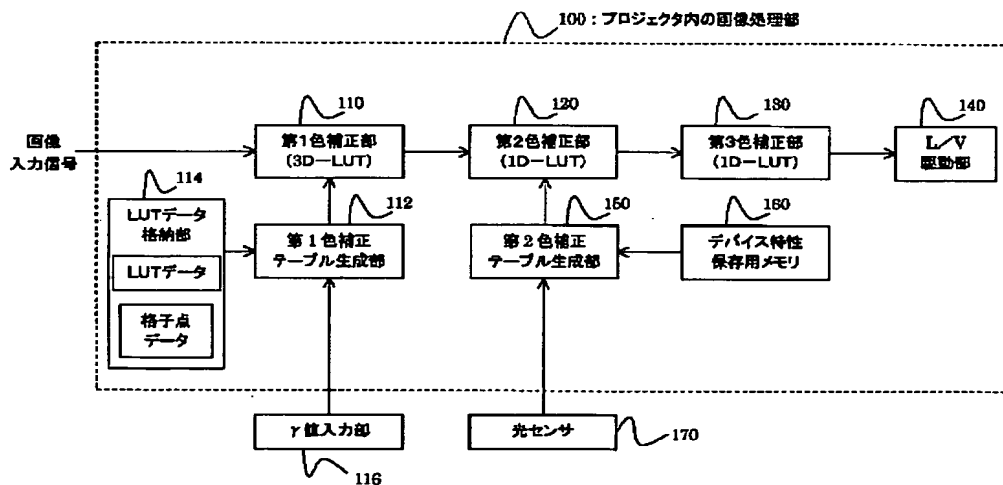 100：プロジェクタ内の画像処理部
画像
入力信号
110
第1色補正部
(3D－LUT)
120
第2色補正部
(1D－LUT)
130
第3色補正部
(1D－LUT)
140
L／V
駆動部
114
LUTデータ
格納部
LUTデータ
格子点
データ
112
第1色補正
テーブル生成部
150
第2色補正
テーブル生成部
160
デバイス特性
保存用メモリ
γ値入力部
116
光センサ
170